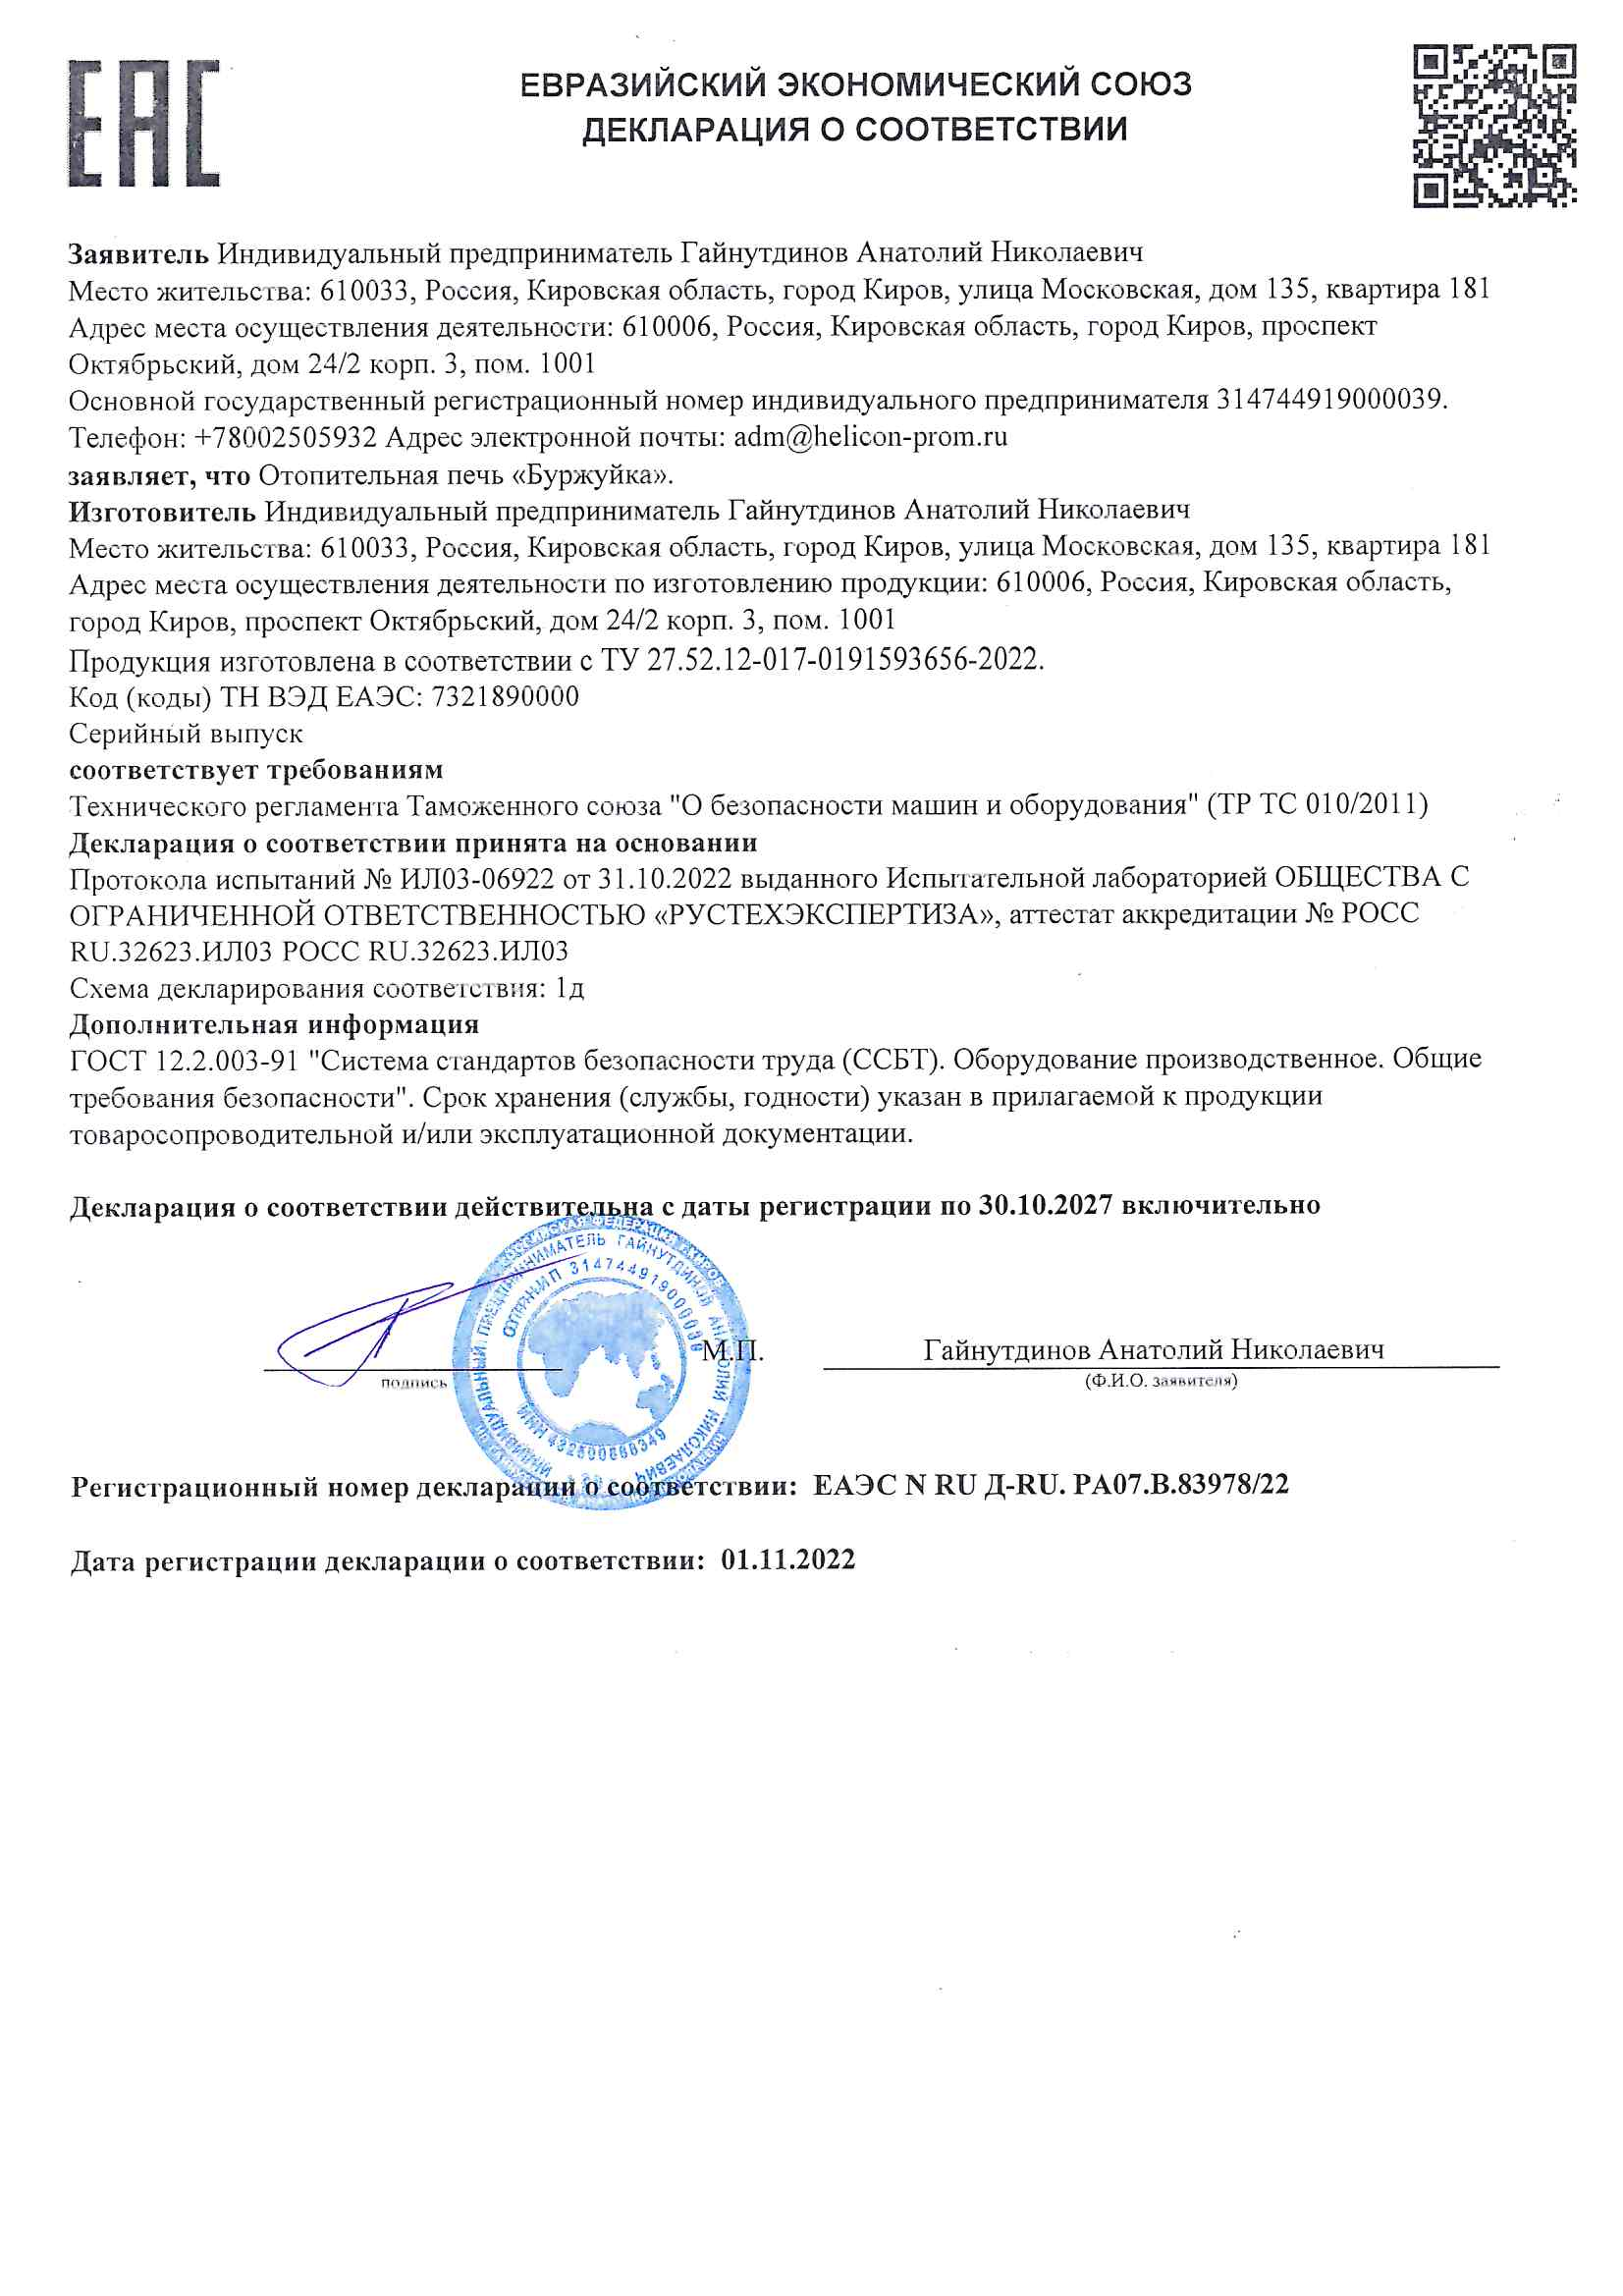 ЕАС
ЕВРАЗИЙСКИЙ ЭКОНОМИЧЕСКИЙ СОЮЗ
ДЕКЛАРАЦИЯ О СООТВЕТСТВИИ
Заявитель Индивидуальный предприниматель Гайнутдинов Анатолий Николаевич
Место жительства: 610033, Россия, Кировская область, город Киров, улица Московская, дом 135, квартира 181
Адрес места осуществления деятельности: 610006, Россия, Кировская область, город Киров, проспект
Октябрьский, дом 24/2 корп. 3, пом. 1001
Основной государственный регистрационный номер индивидуального предпринимателя 314744919000039.
Телефон: +78002505932 Адрес электронной почты: adm@helicon-prom.ru
заявляет, что Отопительная печь «Буржуйка».
Изготовитель Индивидуальный предприниматель Гайнутдинов Анатолий Николаевич
Место жительства: 610033, Россия, Кировская область, город Киров, улица Московская, дом 135, квартира 181
Адрес места осуществления деятельности по изготовлению продукции: 610006, Россия, Кировская область,
город Киров, проспект Октябрьский, дом 24/2 корп. 3, пом. 1001
Продукция изготовлена в соответствии с ТУ 27.52.12-017-0191593656-2022.
Код (коды) ТН ВЭД ЕАЭС: 7321890000
Серийный выпуск
соответствует требованиям
Технического регламента Таможенного союза "О безопасности машин и оборудования" (ТР ТС 010/2011)
Декларация о соответствии принята на основании
Протокола испытаний № ИЛ03-06922 от 31.10.2022 выданного Испытательной лабораторией ОБЩЕСТВА С
ОГРАНИЧЕННОЙ ОТВЕТСТВЕННОСТЬЮ «РУСТЕХЭКСПЕРТИЗА», аттестат аккредитации № РОСС
RU.32623.ИЛ03 РОСС RU.32623.ИЛ03
Схема декларирования соответствия: 1д
Дополнительная информация
ГОСТ 12.2.003-91 "Система стандартов безопасности труда (ССБТ). Оборудование производственное. Общие
требования безопасности". Срок хранения (службы, годности) указан в прилагаемой к продукции
товаросопроводительной и/или эксплуатационной документации.
Декларация о соответствии действительна с даты регистрации по 30.10.2027 включительно
ИНДИВИДУАЛЬНЫЙ ПРЕДПРИНИМАТЕЛЬ ГАЙНУТДИНОВ АНАТОЛИЙ НИКОЛАЕВИЧ
М.П.
Гайнутдинов Анатолий Николаевич
подпись
(Ф.И.О. заявителя)
Регистрационный номер декларации о соответствии: ЕАЭС N RU Д-RU. РА07.В.83978/22
Дата регистрации декларации о соответствии: 01.11.2022